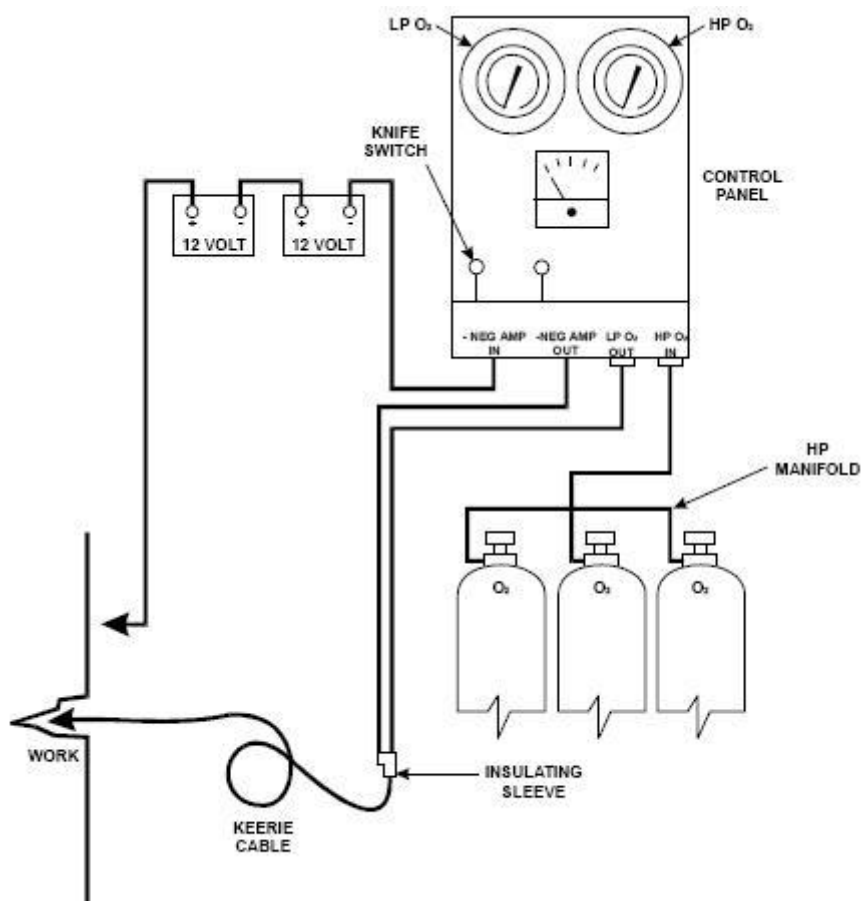 LP O₂
HP O₂
KNIFE
SWITCH
CONTROL
PANEL
+ -
12 VOLT
+ -
12 VOLT
- NEG AMP
IN
-NEG AMP
OUT
LP O₂
OUT
HP O₂
IN
HP
MANIFOLD
O₂
O₂
O₂
WORK
INSULATING
SLEEVE
KEERIE
CABLE